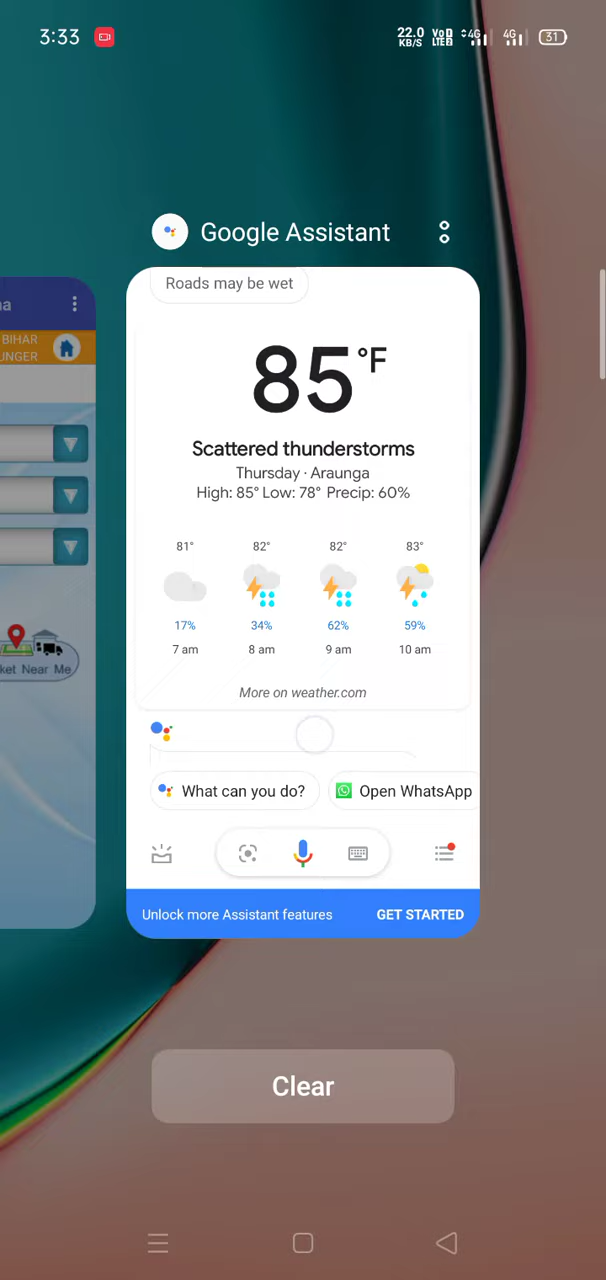 3:33
22.0 KB/S
VoD LTE2
4G
4G
31
Google Assistant
na
BIHAR
UNGER
ket Near Me
Roads may be wet
85°F
Scattered thunderstorms
Thursday · Araunga
High: 85° Low: 78° Precip: 60%
81° 82° 82° 83°
17% 34% 62% 59%
7 am 8 am 9 am 10 am
More on weather.com
What can you do?
Open WhatsApp
Unlock more Assistant features
GET STARTED
Clear